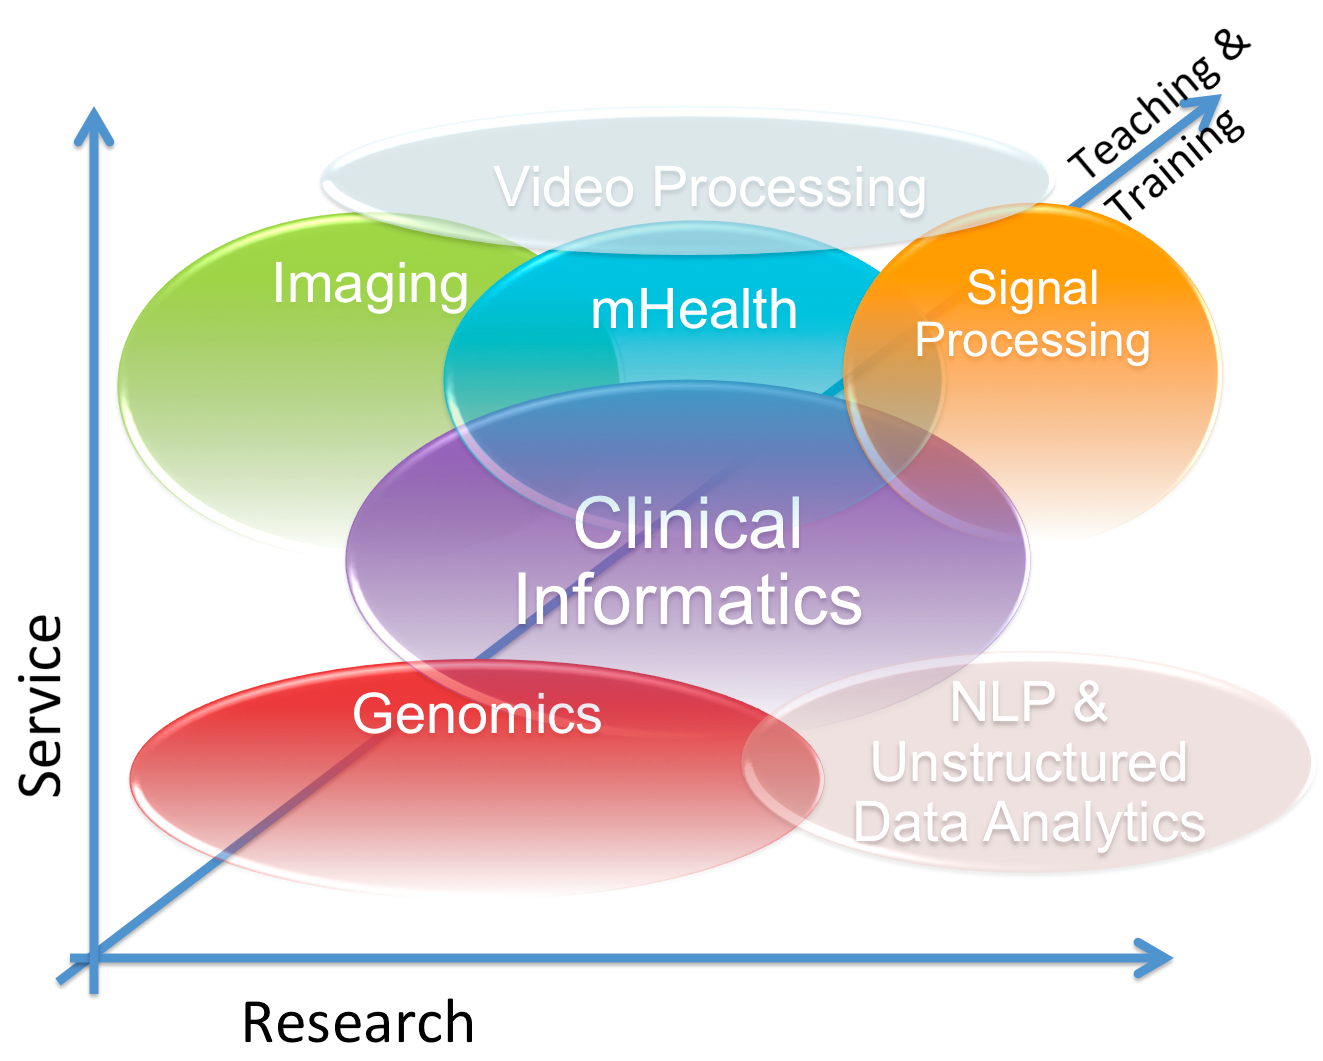 Teaching &
Training
Video Processing
Imaging
mHealth
Signal
Processing
Clinical
Informatics
Genomics
NLP &
Unstructured
Data Analytics
Service
Research